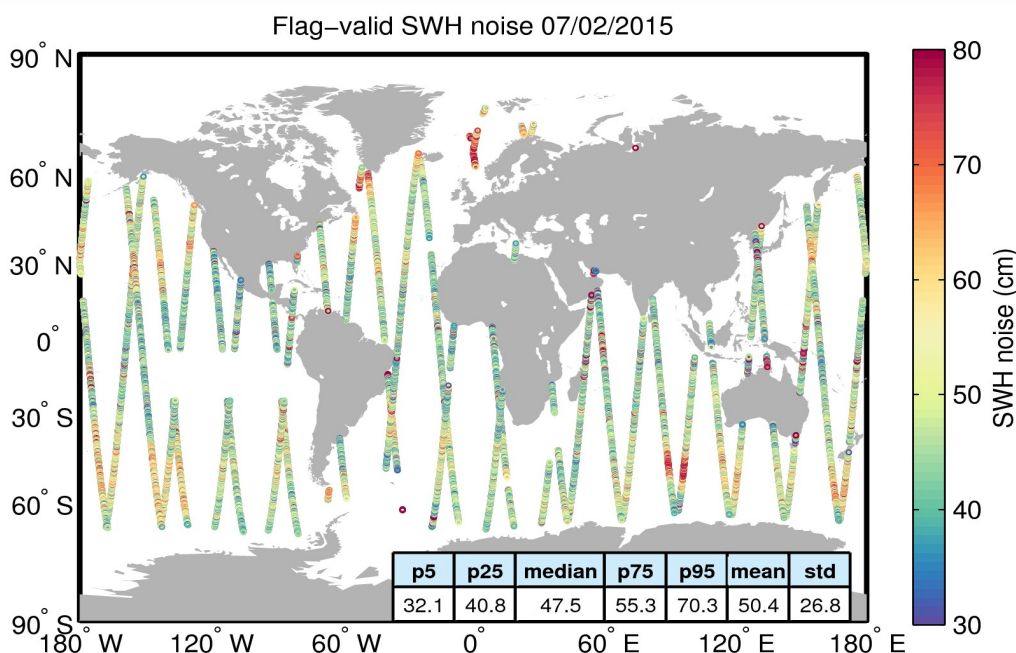 Flag−valid SWH noise 07/02/2015
90° N
60° N
30° N
0°
30° S
60° S
90° S
180° W 120° W 60° W 0° 60° E 120° E 180° E
p5 p25 median p75 p95 mean std
32.1 40.8 47.5 55.3 70.3 50.4 26.8
80
70
60
50
40
30
SWH noise (cm)